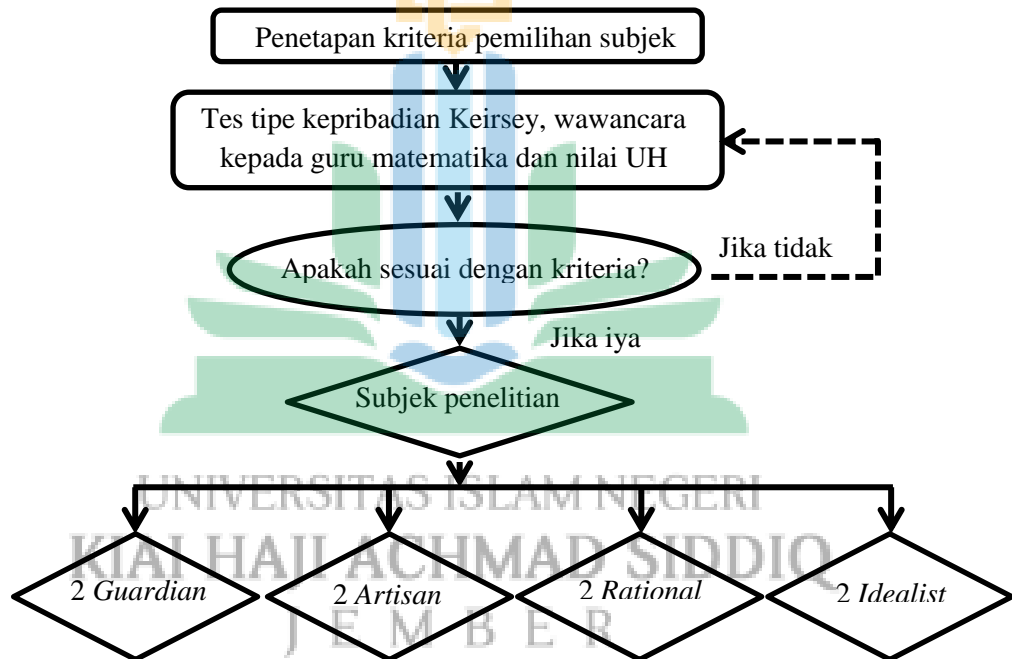 Penetapan kriteria pemilihan subjek
Tes tipe kepribadian Keirsey, wawancara
kepada guru matematika dan nilai UH
Apakah sesuai dengan kriteria?
Jika tidak
Jika iya
Subjek penelitian
UNIVERSITAS ISLAM NEGERI
KIAI HAJI ACHMAD SIDDIQ
JEMBER
2 Guardian
2 Artisan
2 Rational
2 Idealist